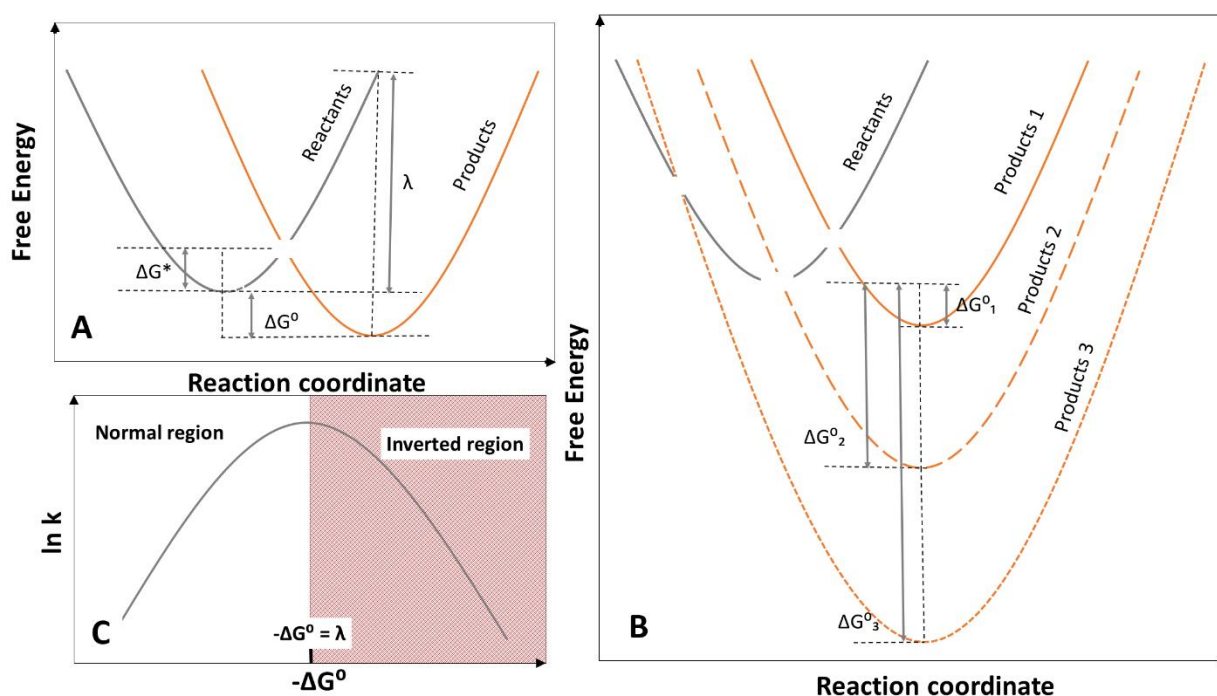 Free Energy
Reactants
Products
λ
ΔG*
ΔG⁰
A
Reaction coordinate
ln k
Normal region
Inverted region
C
-ΔG⁰ = λ
-ΔG⁰
Free Energy
Reactants
Products 1
Products 2
Products 3
ΔG⁰₁
ΔG⁰₂
ΔG⁰₃
B
Reaction coordinate